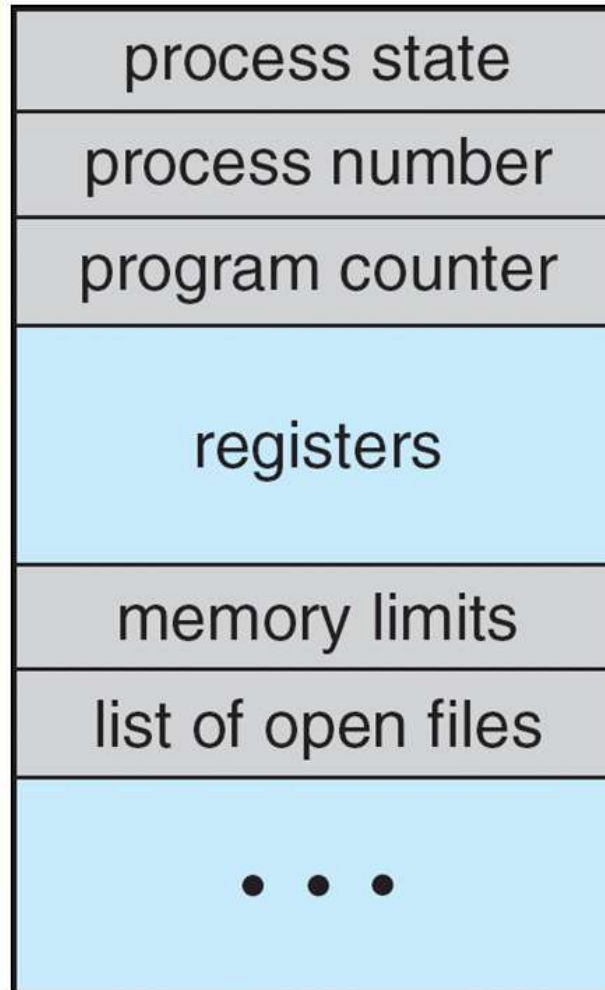 process state
process number
program counter
registers
memory limits
list of open files
• • •